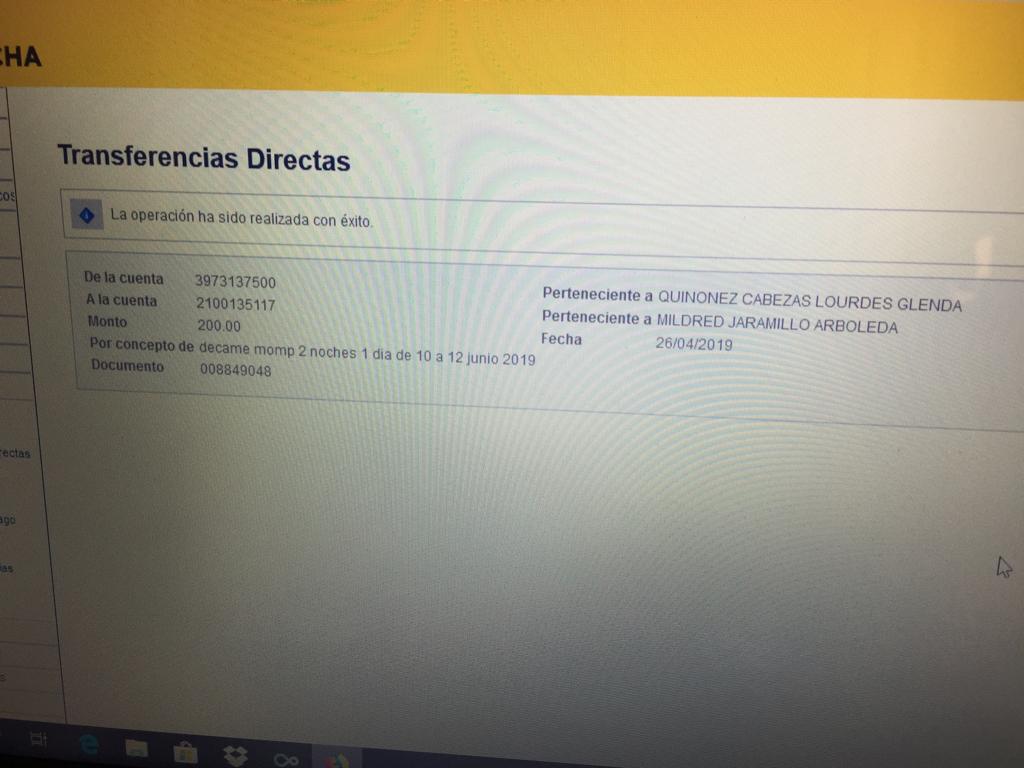 CHA
Transferencias Directas
La operación ha sido realizada con éxito.
De la cuenta 3973137500 Perteneciente a QUINONEZ CABEZAS LOURDES GLENDA
A la cuenta 2100135117 Perteneciente a MILDRED JARAMILLO ARBOLEDA
Monto 200.00 Fecha 26/04/2019
Por concepto de decame momp 2 noches 1 dia de 10 a 12 junio 2019
Documento 008849048
cos
rectas
ago
ias
s